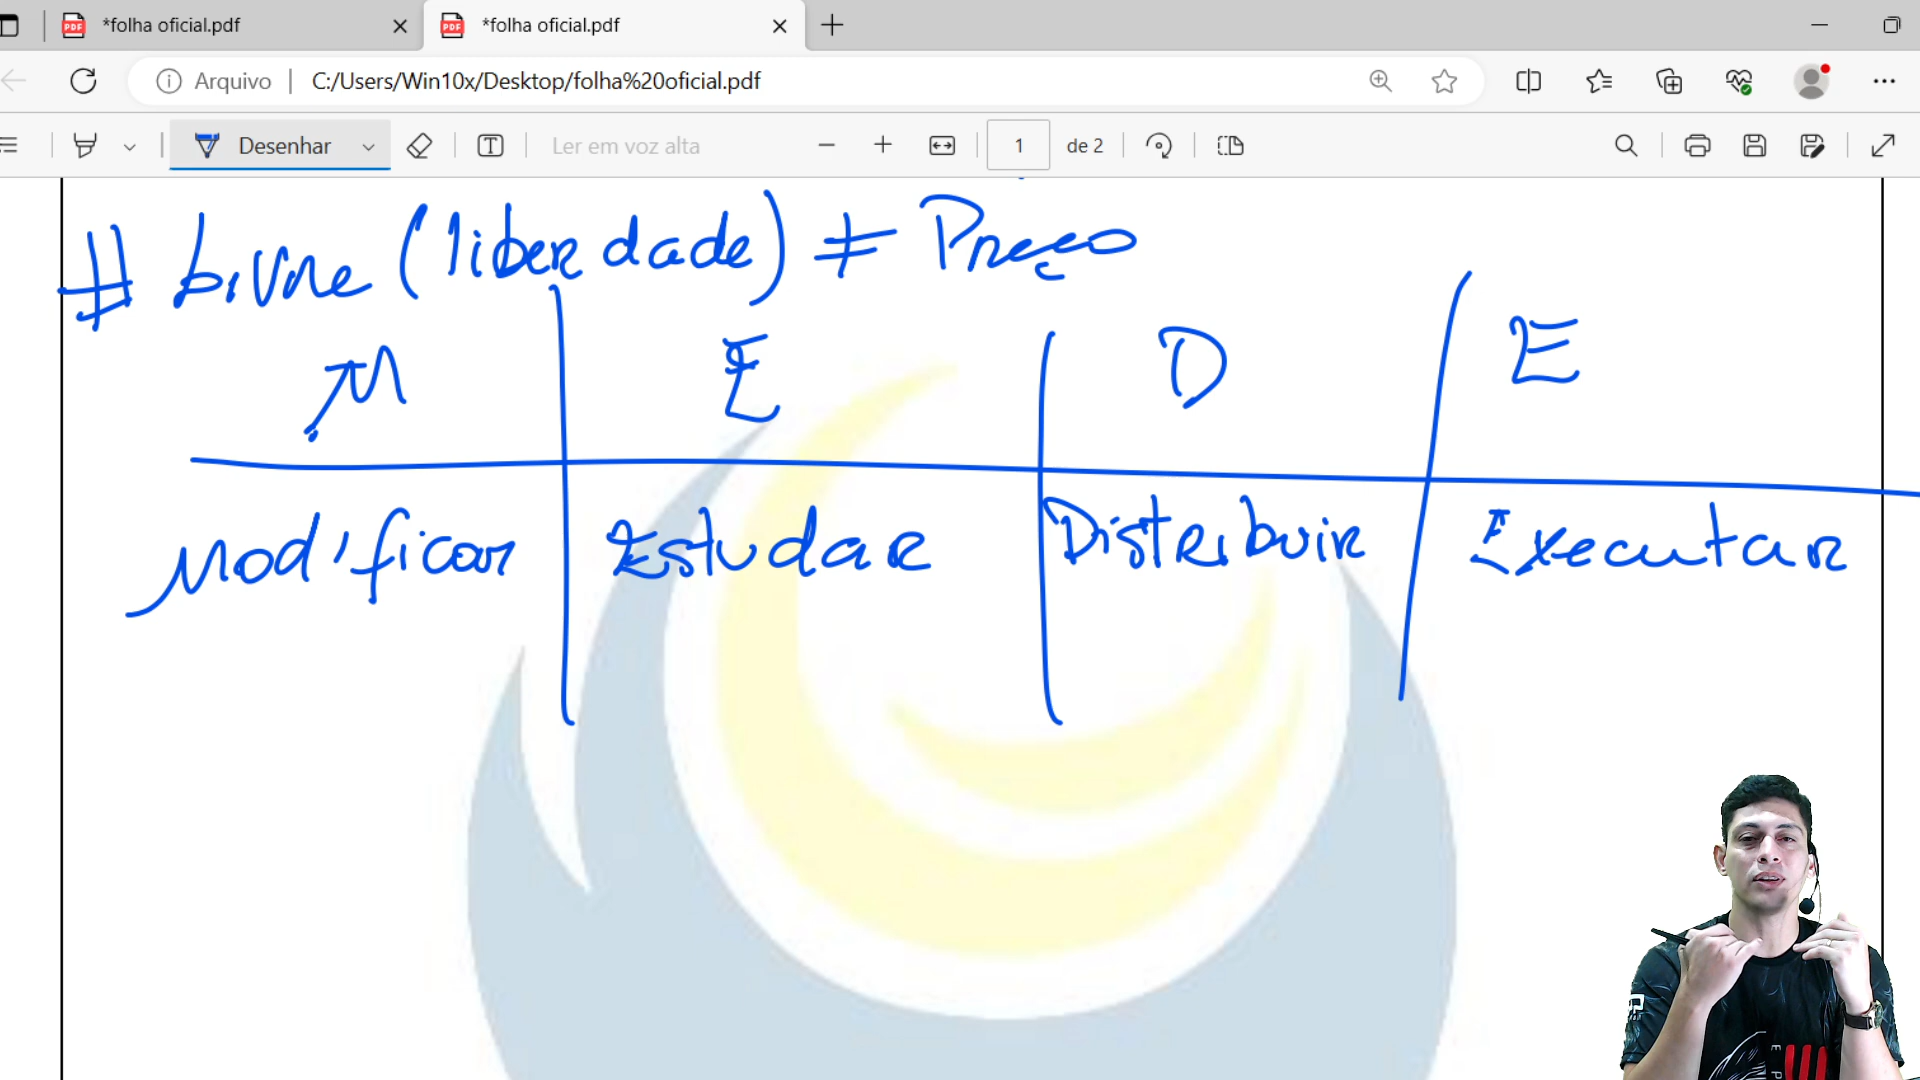 *folha oficial.pdf *folha oficial.pdf
Arquivo C:/Users/Win10x/Desktop/folha%20oficial.pdf
Desenhar Ler em voz alta 1 de 2
# Livre (liberdade) ≠ Preço
M E D E
Modificar Estudar Distribuir Executar